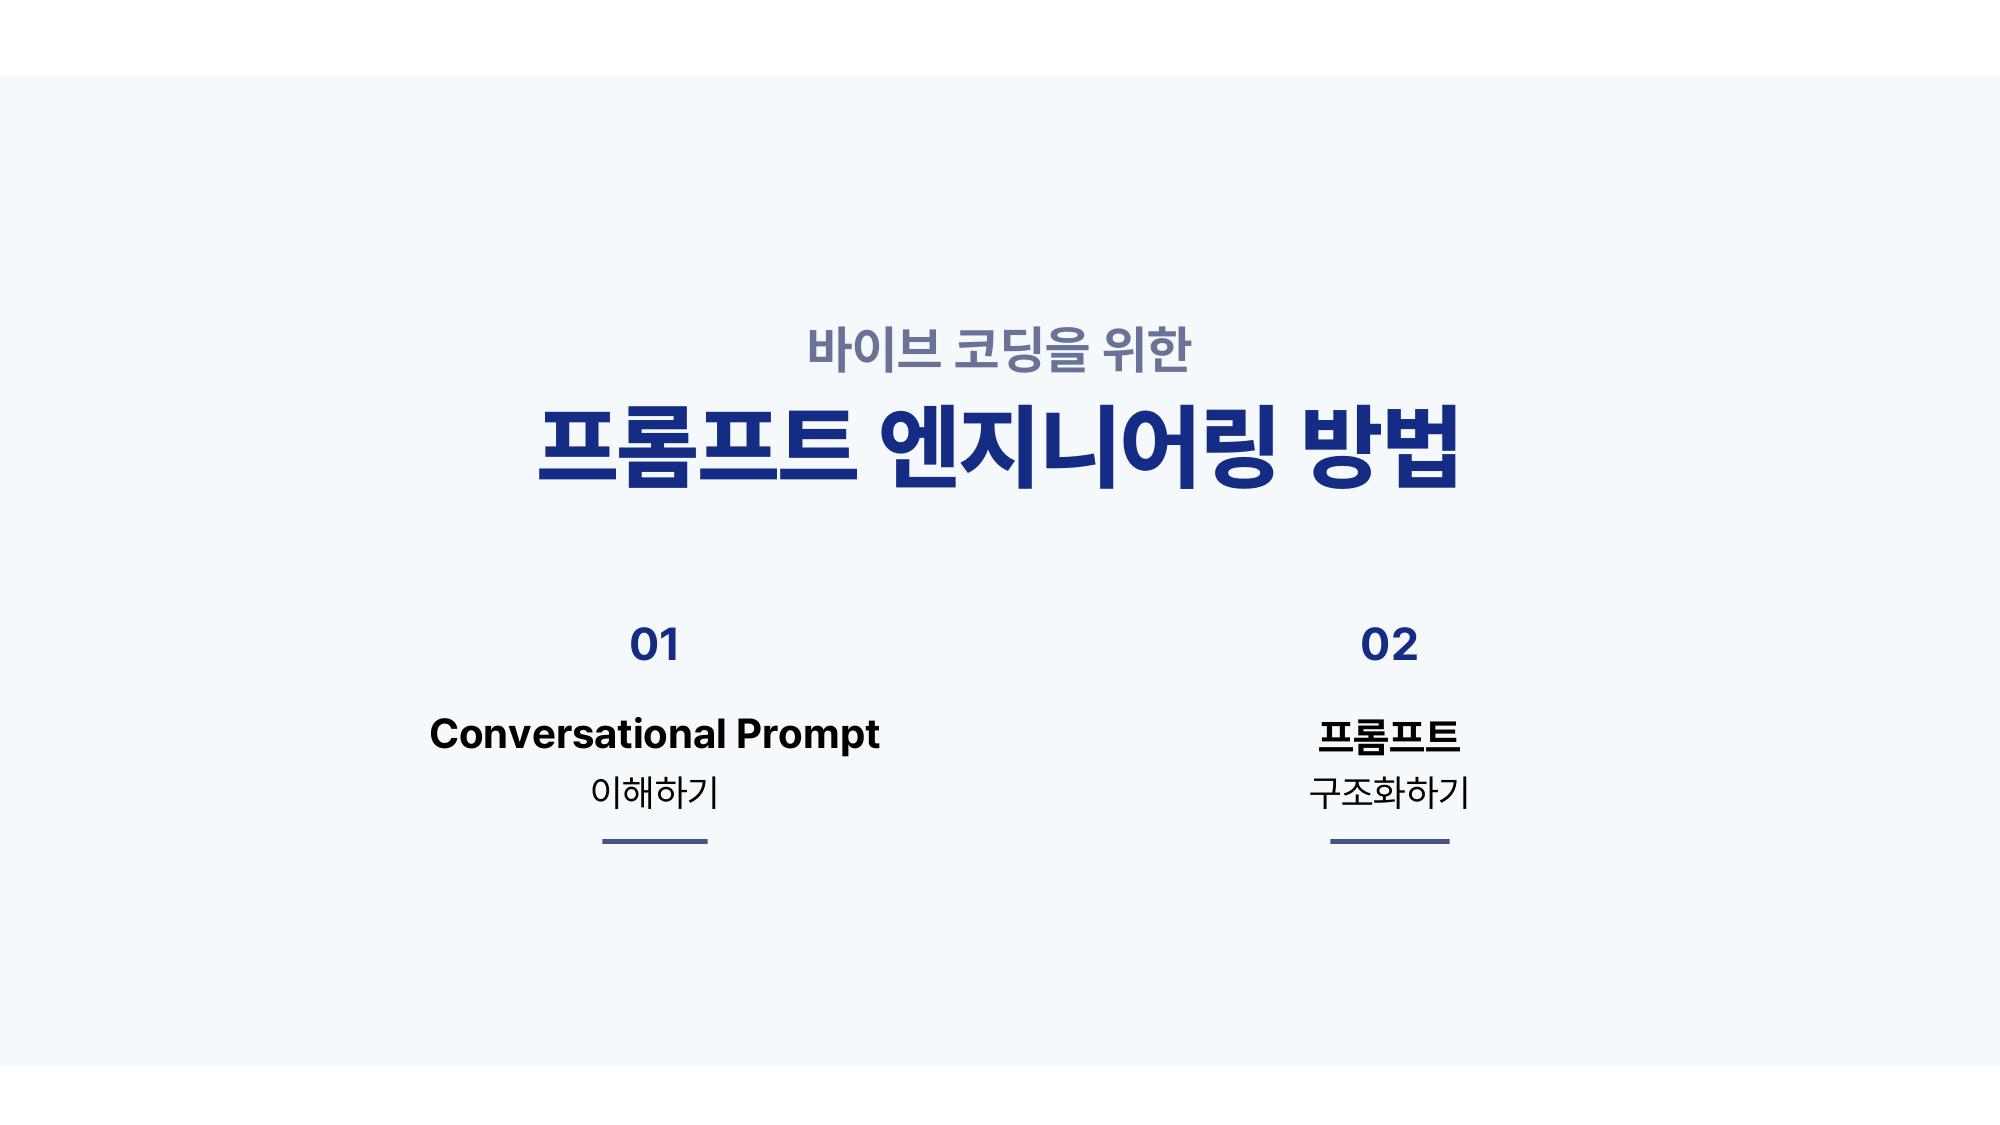 바이브 코딩을 위한
프롬프트 엔지니어링 방법
01
Conversational Prompt
이해하기
02
프롬프트
구조화하기